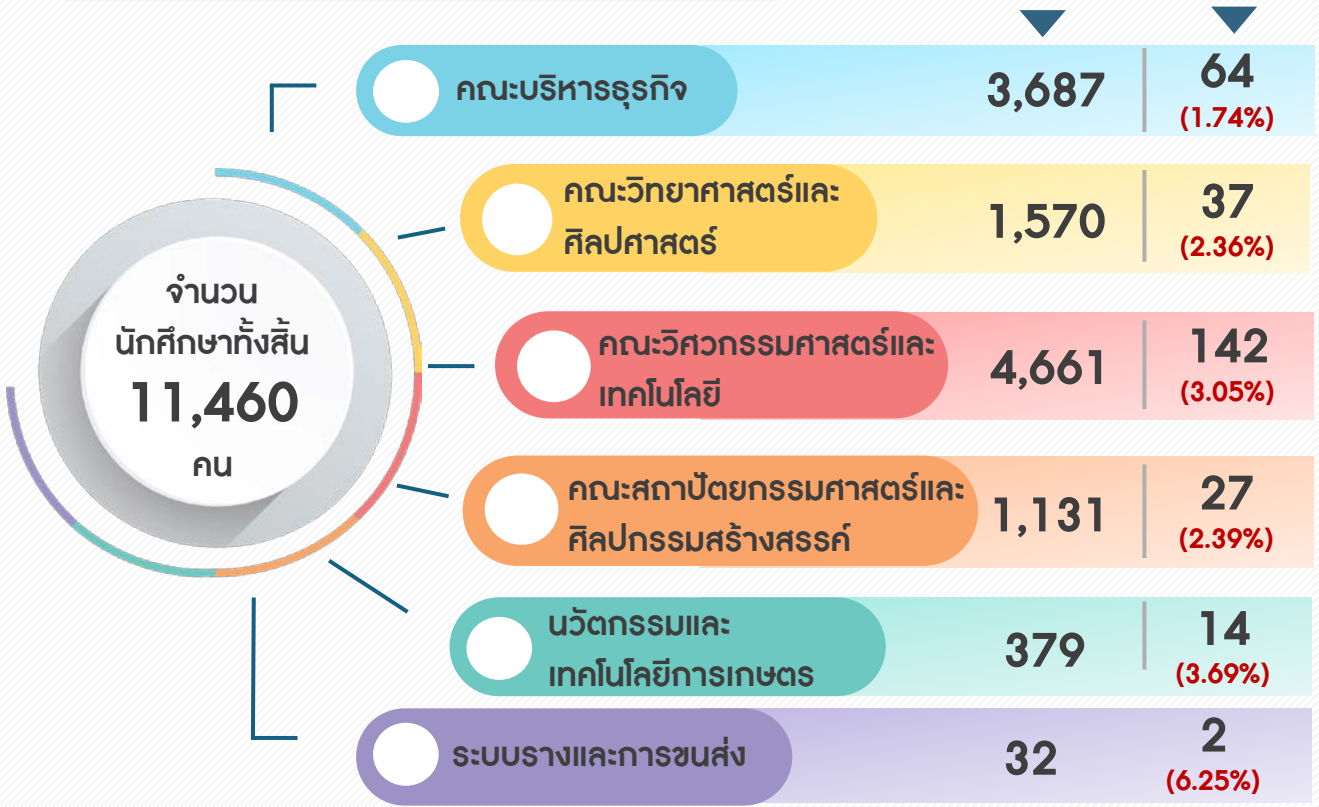 คณะบริหารธุรกิจ
3,687
64
(1.74%)
คณะวิทยาศาสตร์และ
ศิลปศาสตร์
1,570
37
(2.36%)
จำนวน
นักศึกษาทั้งสิ้น
11,460
คน
คณะวิศวกรรมศาสตร์และ
เทคโนโลยี
4,661
142
(3.05%)
คณะสถาปัตยกรรมศาสตร์และ
ศิลปกรรมสร้างสรรค์
1,131
27
(2.39%)
นวัตกรรมและ
เทคโนโลยีการเกษตร
379
14
(3.69%)
ระบบรางและการขนส่ง
32
2
(6.25%)